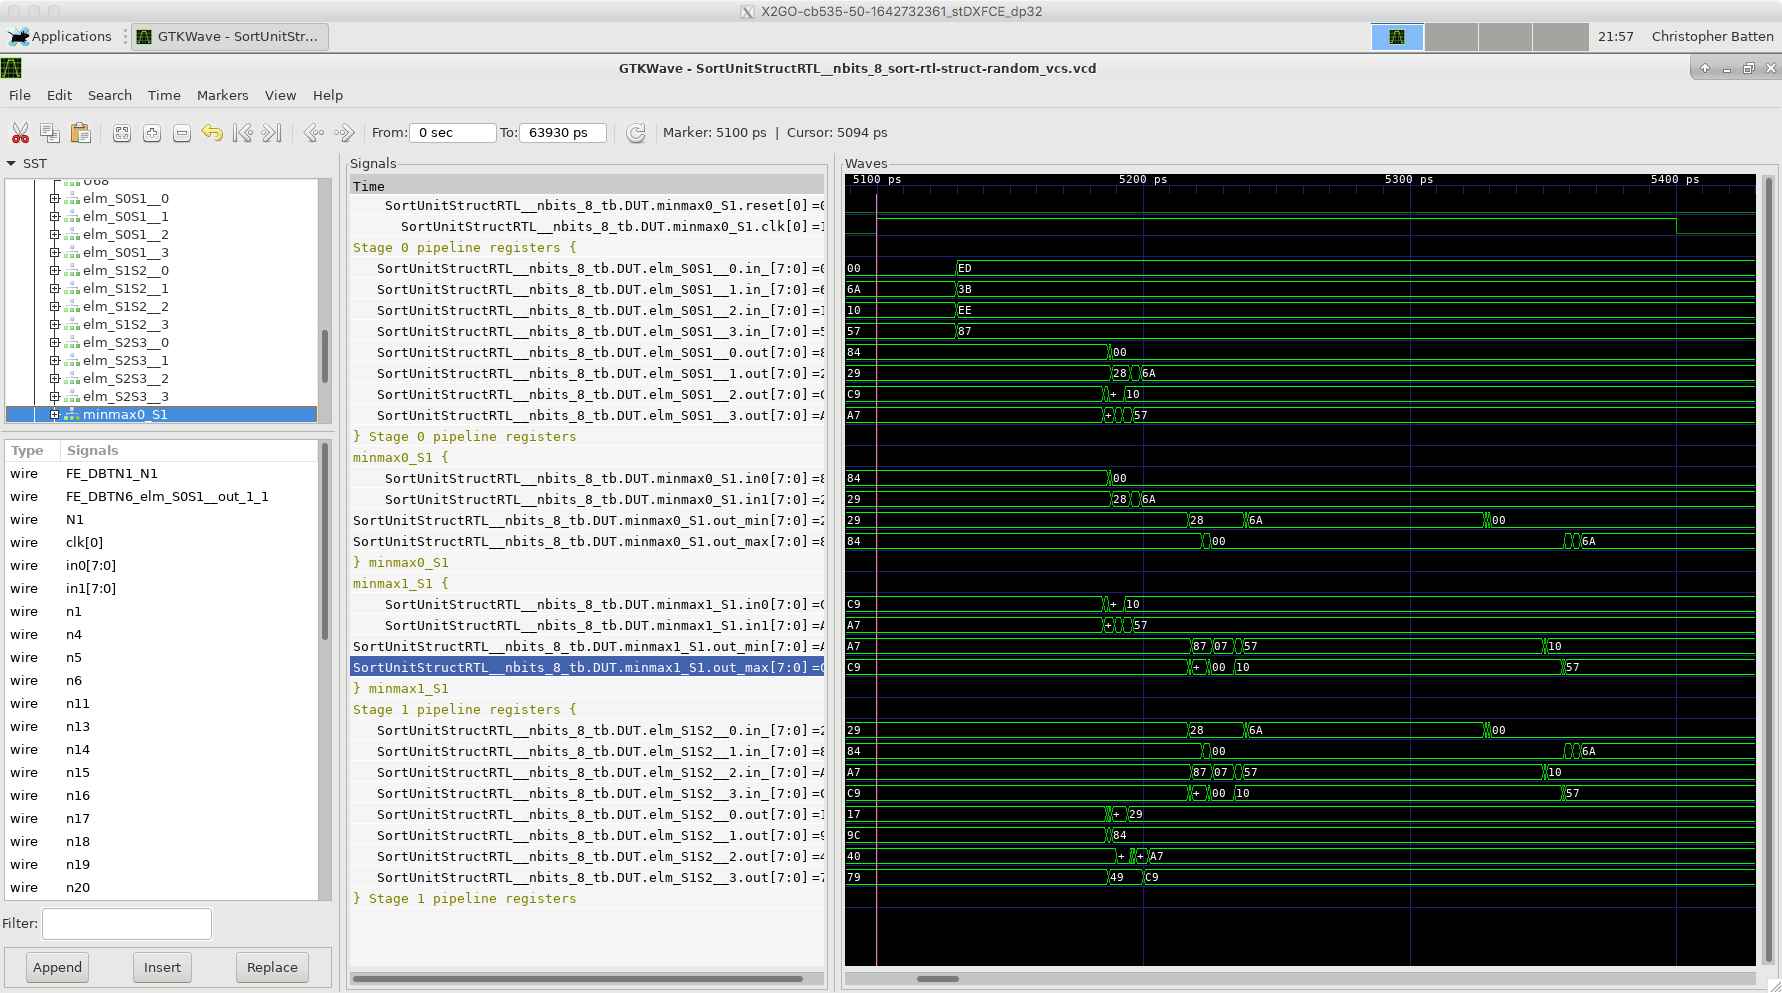 X2GO-cb535-50-1642732361_stDXFCE_dp32
Applications GTKWave - SortUnitStr... 21:57 Christopher Batten
GTKWave - SortUnitStructRTL__nbits_8_sort-rtl-struct-random_vcs.vcd
File Edit Search Time Markers View Help
From: 0 sec To: 63930 ps Marker: 5100 ps | Cursor: 5094 ps
SST
U68
elm_S0S1__0
elm_S0S1__1
elm_S0S1__2
elm_S0S1__3
elm_S1S2__0
elm_S1S2__1
elm_S1S2__2
elm_S1S2__3
elm_S2S3__0
elm_S2S3__1
elm_S2S3__2
elm_S2S3__3
minmax0_S1
Type Signals
wire FE_DBTN1_N1
wire FE_DBTN6_elm_S0S1__out_1_1
wire N1
wire clk[0]
wire in0[7:0]
wire in1[7:0]
wire n1
wire n4
wire n5
wire n6
wire n11
wire n13
wire n14
wire n15
wire n16
wire n17
wire n18
wire n19
wire n20
Filter:
Append Insert Replace
Signals
Time
SortUnitStructRTL__nbits_8_tb.DUT.minmax0_S1.reset[0] =
SortUnitStructRTL__nbits_8_tb.DUT.minmax0_S1.clk[0] =
Stage 0 pipeline registers {
SortUnitStructRTL__nbits_8_tb.DUT.elm_S0S1__0.in_[7:0] =
SortUnitStructRTL__nbits_8_tb.DUT.elm_S0S1__1.in_[7:0] =
SortUnitStructRTL__nbits_8_tb.DUT.elm_S0S1__2.in_[7:0] =
SortUnitStructRTL__nbits_8_tb.DUT.elm_S0S1__3.in_[7:0] =
SortUnitStructRTL__nbits_8_tb.DUT.elm_S0S1__0.out[7:0] =
SortUnitStructRTL__nbits_8_tb.DUT.elm_S0S1__1.out[7:0] =
SortUnitStructRTL__nbits_8_tb.DUT.elm_S0S1__2.out[7:0] =
SortUnitStructRTL__nbits_8_tb.DUT.elm_S0S1__3.out[7:0] =
} Stage 0 pipeline registers
minmax0_S1 {
SortUnitStructRTL__nbits_8_tb.DUT.minmax0_S1.in0[7:0] =
SortUnitStructRTL__nbits_8_tb.DUT.minmax0_S1.in1[7:0] =
SortUnitStructRTL__nbits_8_tb.DUT.minmax0_S1.out_min[7:0] =
SortUnitStructRTL__nbits_8_tb.DUT.minmax0_S1.out_max[7:0] =
} minmax0_S1
minmax1_S1 {
SortUnitStructRTL__nbits_8_tb.DUT.minmax1_S1.in0[7:0] =
SortUnitStructRTL__nbits_8_tb.DUT.minmax1_S1.in1[7:0] =
SortUnitStructRTL__nbits_8_tb.DUT.minmax1_S1.out_min[7:0] =
SortUnitStructRTL__nbits_8_tb.DUT.minmax1_S1.out_max[7:0] =
} minmax1_S1
Stage 1 pipeline registers {
SortUnitStructRTL__nbits_8_tb.DUT.elm_S1S2__0.in_[7:0] =
SortUnitStructRTL__nbits_8_tb.DUT.elm_S1S2__1.in_[7:0] =
SortUnitStructRTL__nbits_8_tb.DUT.elm_S1S2__2.in_[7:0] =
SortUnitStructRTL__nbits_8_tb.DUT.elm_S1S2__3.in_[7:0] =
SortUnitStructRTL__nbits_8_tb.DUT.elm_S1S2__0.out[7:0] =
SortUnitStructRTL__nbits_8_tb.DUT.elm_S1S2__1.out[7:0] =
SortUnitStructRTL__nbits_8_tb.DUT.elm_S1S2__2.out[7:0] =
SortUnitStructRTL__nbits_8_tb.DUT.elm_S1S2__3.out[7:0] =
} Stage 1 pipeline registers
Waves
5100 ps 5200 ps 5300 ps 5400 ps
00 ED
6A 3B
10 EE
57 87
84 00
29 28 6A
C9 + 10
A7 + 57
84 00
29 28 6A
29 28 6A 00
84 00 6A
C9 + 10
A7 + 57
A7 87 07 57 10
C9 + 00 10 57
29 28 6A 00
84 00 6A
A7 87 07 57 10
C9 + 00 10 57
17 + 29
9C 84
40 + + A7
79 49 C9